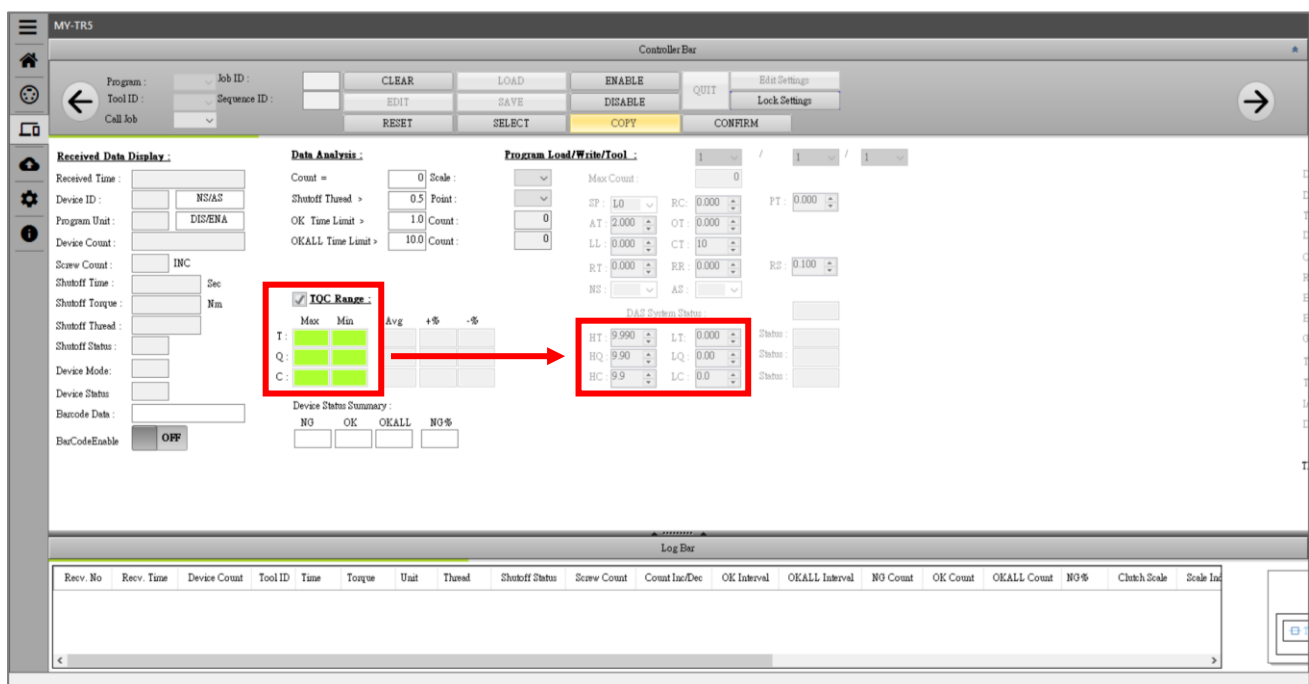 MY-TR5
Controller Bar
Program :
Job ID :
CLEAR
LOAD
ENABLE
QUIT
Edit Settings
Tool ID :
Sequence ID :
EDIT
SAVE
DISABLE
Lock Settings
Call Job
RESET
SELECT
COPY
CONFIRM
Received Data Display :
Received Time :
Device ID :
NS/AS
Program Unit :
DIS/ENA
Device Count :
Screw Count :
INC
Shutoff Time :
Sec
Shutoff Torque :
Nm
Shutoff Thread :
Shutoff Status :
Device Mode:
Device Status
Barcode Data :
BarCodeEnable
OFF
Data Analysis :
Count =
0
Scale :
Shutoff Thread >
0.5
Point :
OK Time Limit >
1.0
Count :
0
OKALL Time Limit >
10.0
Count :
0
TQC Range :
Max Min Avg +% -%
T :
Q :
C :
Device Status Summary :
NG OK OKALL NG%
Program Load/Write/Tool :
1 / 1 / 1
Max Count :
0
SP : L0 RC: 0.000 PT : 0.000
AT : 2.000 OT : 0.000
LL : 0.000 CT : 10
RT : 0.000 RR : 0.000 RS : 0.100
NS : AS :
DAS System Status :
HT : 9.990 LT: 0.000 Status :
HQ : 9.90 LQ : 0.00 Status :
HC : 9.9 LC : 0.0 Status :
Log Bar
Recv. No Recv. Time Device Count Tool ID Time Torque Unit Thread Shutoff Status Screw Count Count Inc/Dec OK Interval OKALL Interval NG Count OK Count OKALL Count NG% Clutch Scale Scale Ind